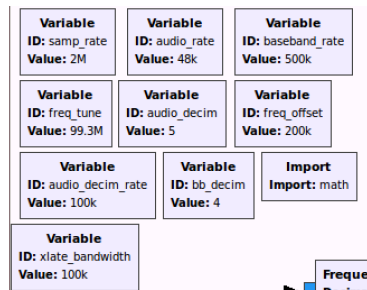 Variable
ID: samp_rate
Value: 2M
Variable
ID: audio_rate
Value: 48k
Variable
ID: baseband_rate
Value: 500k
Variable
ID: freq_tune
Value: 99.3M
Variable
ID: audio_decim
Value: 5
Variable
ID: freq_offset
Value: 200k
Variable
ID: audio_decim_rate
Value: 100k
Variable
ID: bb_decim
Value: 4
Import
Import: math
Variable
ID: xlate_bandwidth
Value: 100k
Freque